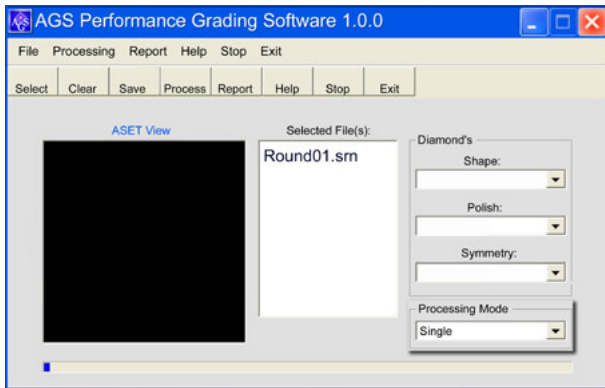 AGS Performance Grading Software 1.0.0
File Processing Report Help Stop Exit
Select Clear Save Process Report Help Stop Exit
ASET View
Selected File(s):
Round01.srn
Diamond's
Shape:
Polish:
Symmetry:
Processing Mode
Single